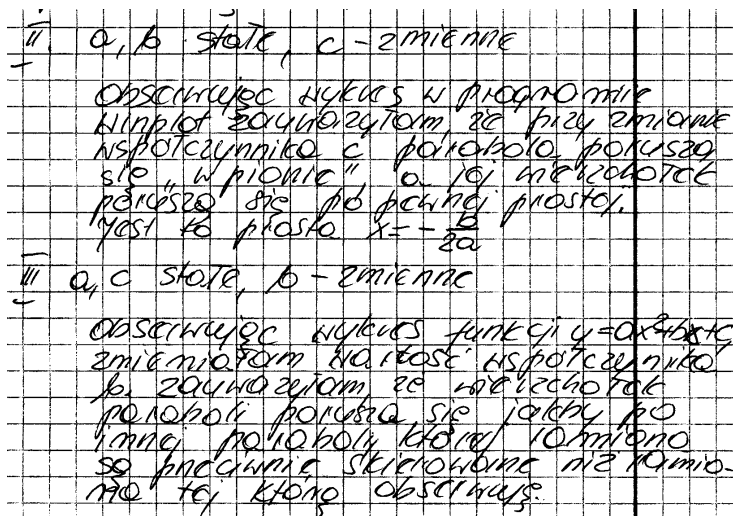 II. a, b stałe, c - zmienne
Obserwując wykres w programie
winplot zauważyłam, że przy zmianie
współczynnika c parabola porusza
się "w pionie" a jej wierzchołek
porusza się po pewnej prostej.
Jest to prosta x = - b/2a
III a, c stałe, b - zmienne
Obserwując wykres funkcji y=ax²+bx+c
zmieniałam wartość współczynnika
b. zauważyłam że wierzchołek
paraboli porusza się jakby po
innej paraboli której ramiona
są przeciwnie skierowane niż ramio-
na tej którą obserwuję.